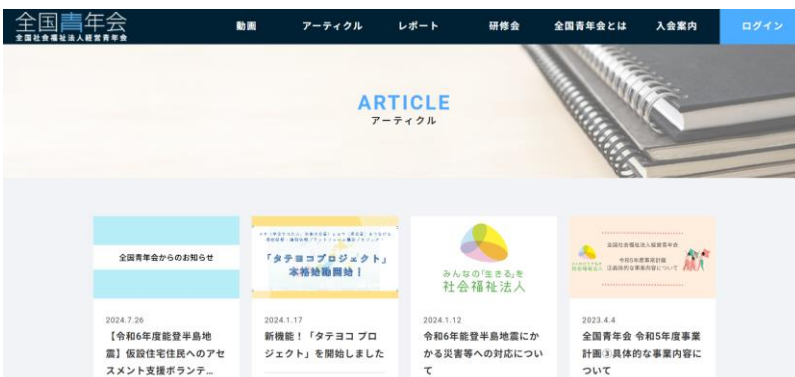 全国青年会
全国社会福祉法人経営青年会
動画
アーティクル
レポート
研修会
全国青年会とは
入会案内
ログイン
ARTICLE
アーティクル
全国青年会からのお知らせ
「タテヨコプロジェクト」
本格始動開始！
みんなの「生きる」を
社会福祉法人
全国社会福祉法人経営青年会
令和5年度事業計画
③具体的な事業内容について
2024.7.26
【令和6年度能登半島地
震】仮設住宅住民へのアセ
スメント支援ボランテ...
2024.1.17
新機能！「タテヨコ プロ
ジェクト」を開始しました
2024.1.12
令和6年能登半島地震にか
かる災害等への対応につい
て
2023.4.4
全国青年会 令和5年度事業
計画③具体的な事業内容に
ついて